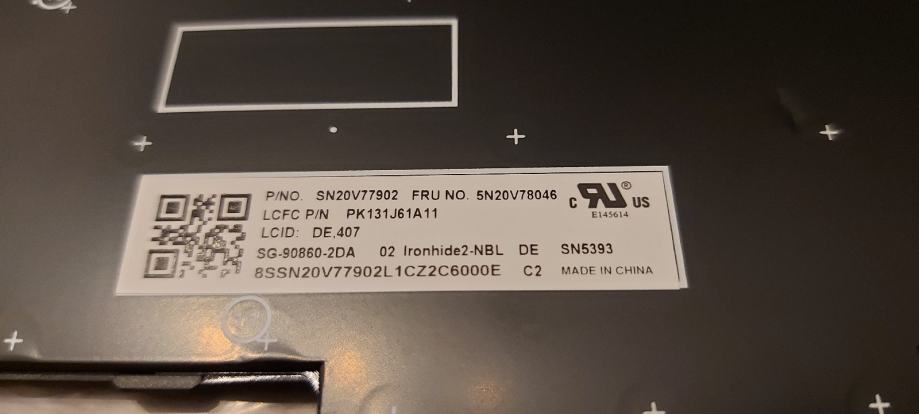 P/NO. SN20V77902 FRU NO. 5N20V78046
LCFC P/N PK131J61A11
LCID: DE,407
SG-90860-2DA 02 Ironhide2-NBL DE SN5393
8SSN20V77902L1CZ2C6000E C2 MADE IN CHINA
C RU ® US
E145614